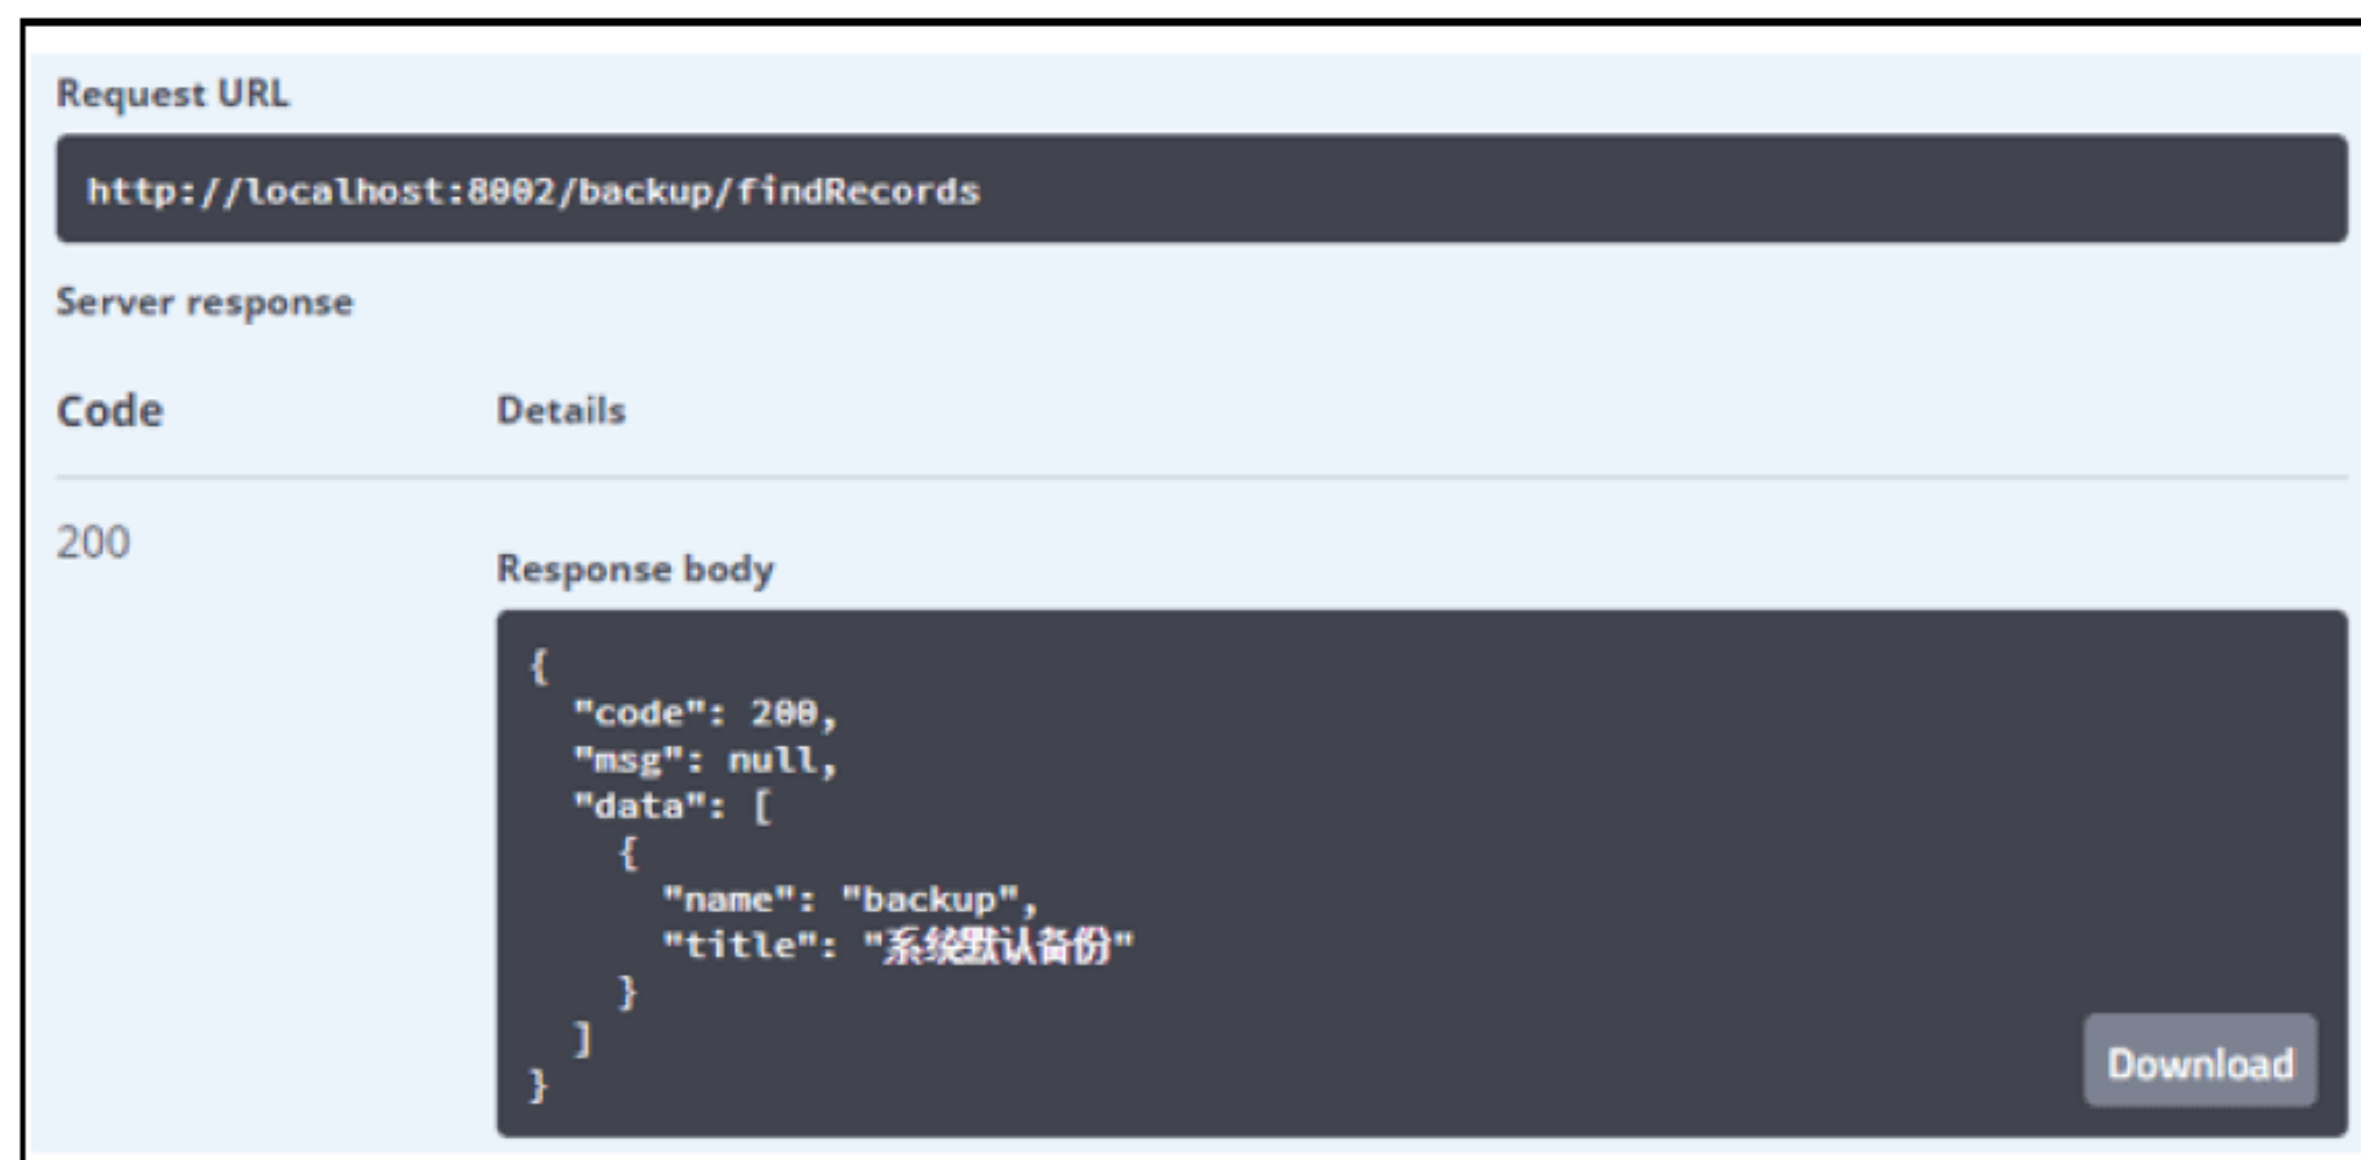 Request URL
http://localhost:8002/backup/findRecords
Server response
Code Details
200
Response body
{
"code": 200,
"msg": null,
"data": [
{
"name": "backup",
"title": "系统默认备份"
}
]
}
Download